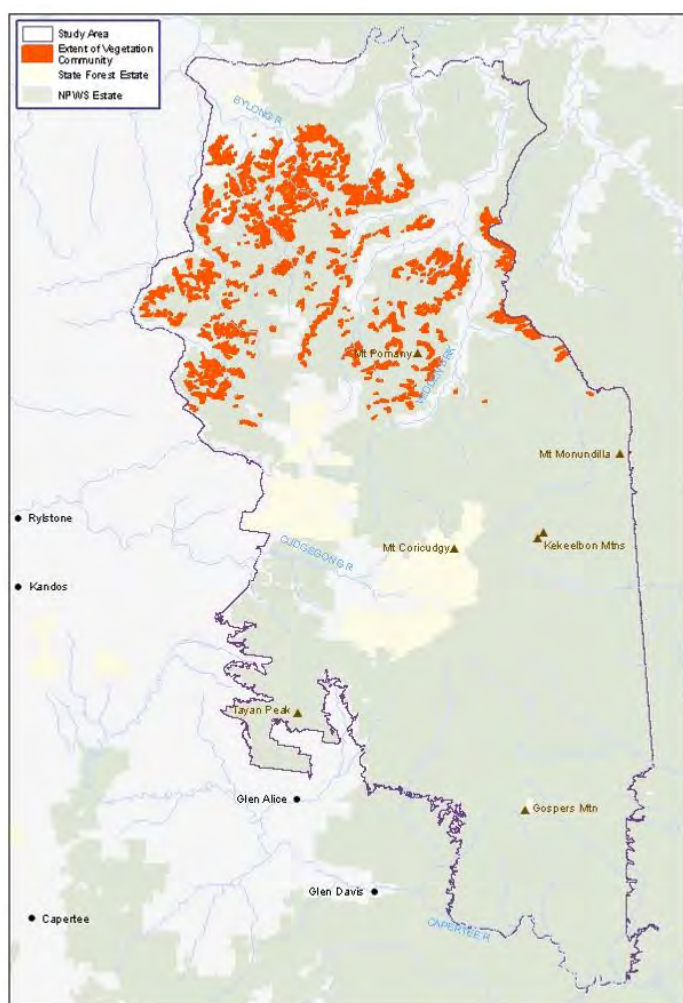 Study Area
Extent of Vegetation
Community
State Forest Estate
NPWS Estate
BYLONG R
Mt Pomany
Mt Monundilla
Rylstone
CUDGEGONG R
Mt Coricudgy
Kekeelbon Mtns
Kandos
Tayan Peak
Glen Alice
Gospers Mtn
Glen Davis
Capertee
CAPERTEE R